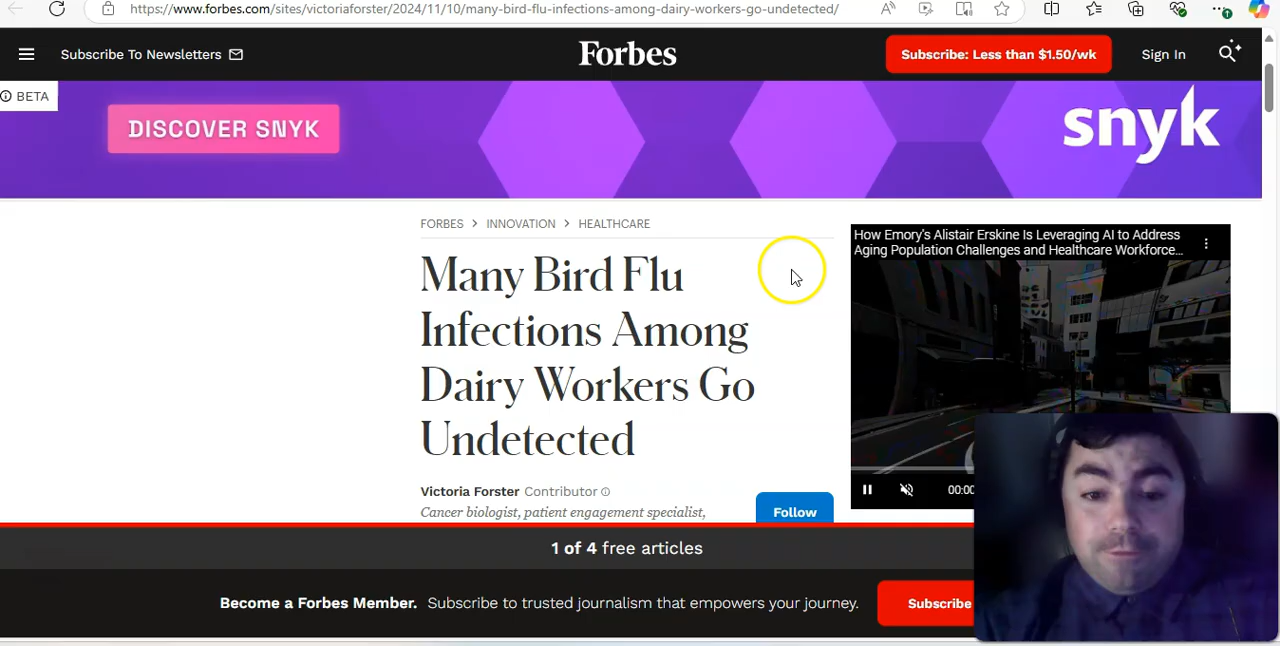 https://www.forbes.com/sites/victoriaforster/2024/11/10/many-bird-flu-infections-among-dairy-workers-go-undetected/
Subscribe To Newsletters
Forbes
Subscribe: Less than $1.50/wk
Sign In
BETA
DISCOVER SNYK
snyk
FORBES > INNOVATION > HEALTHCARE
Many Bird Flu
Infections Among
Dairy Workers Go
Undetected
Victoria Forster Contributor
Cancer biologist, patient engagement specialist,
Follow
How Emory's Alistair Erskine Is Leveraging AI to Address
Aging Population Challenges and Healthcare Workforce...
00:00
1 of 4 free articles
Become a Forbes Member. Subscribe to trusted journalism that empowers your journey.
Subscribe